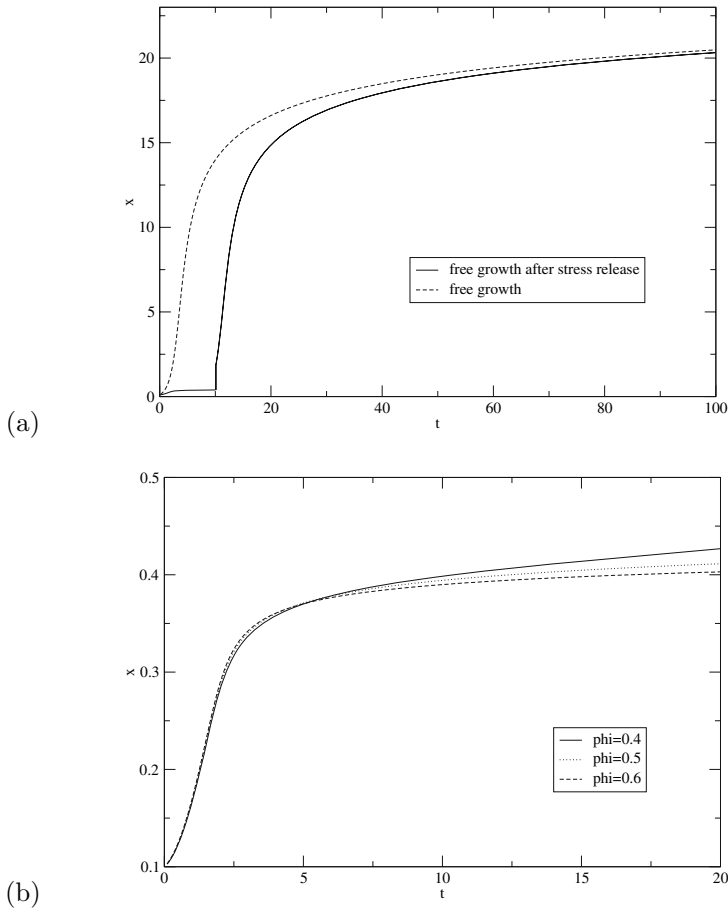 20
15
x
10
5
0
0 20 40 60 80 100
t
free growth after stress release
free growth
(a)
0.5
0.4
x
0.3
0.2
0.1
0 5 10 15 20
t
phi=0.4
phi=0.5
phi=0.6
(b)